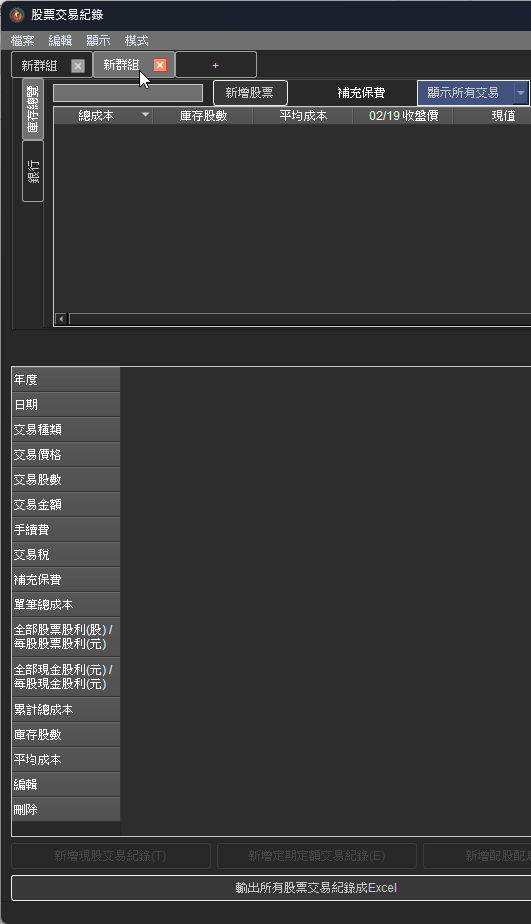 股票交易紀錄
檔案 編輯 顯示 模式
新群組 新群組 +
庫存總覽
銀行
新增股票 補充保費 顯示所有交易
總成本 庫存股數 平均成本 02/19 收盤價 現值
年度
日期
交易種類
交易價格
交易股數
交易金額
手續費
交易稅
補充保費
單筆總成本
全部股票股利(股) /
每股股票股利(元)
全部現金股利(元) /
每股現金股利(元)
累計總成本
庫存股數
平均成本
編輯
刪除
新增現股交易紀錄(T) 新增定期定額交易紀錄(E) 新增配股配
輸出所有股票交易紀錄成Excel